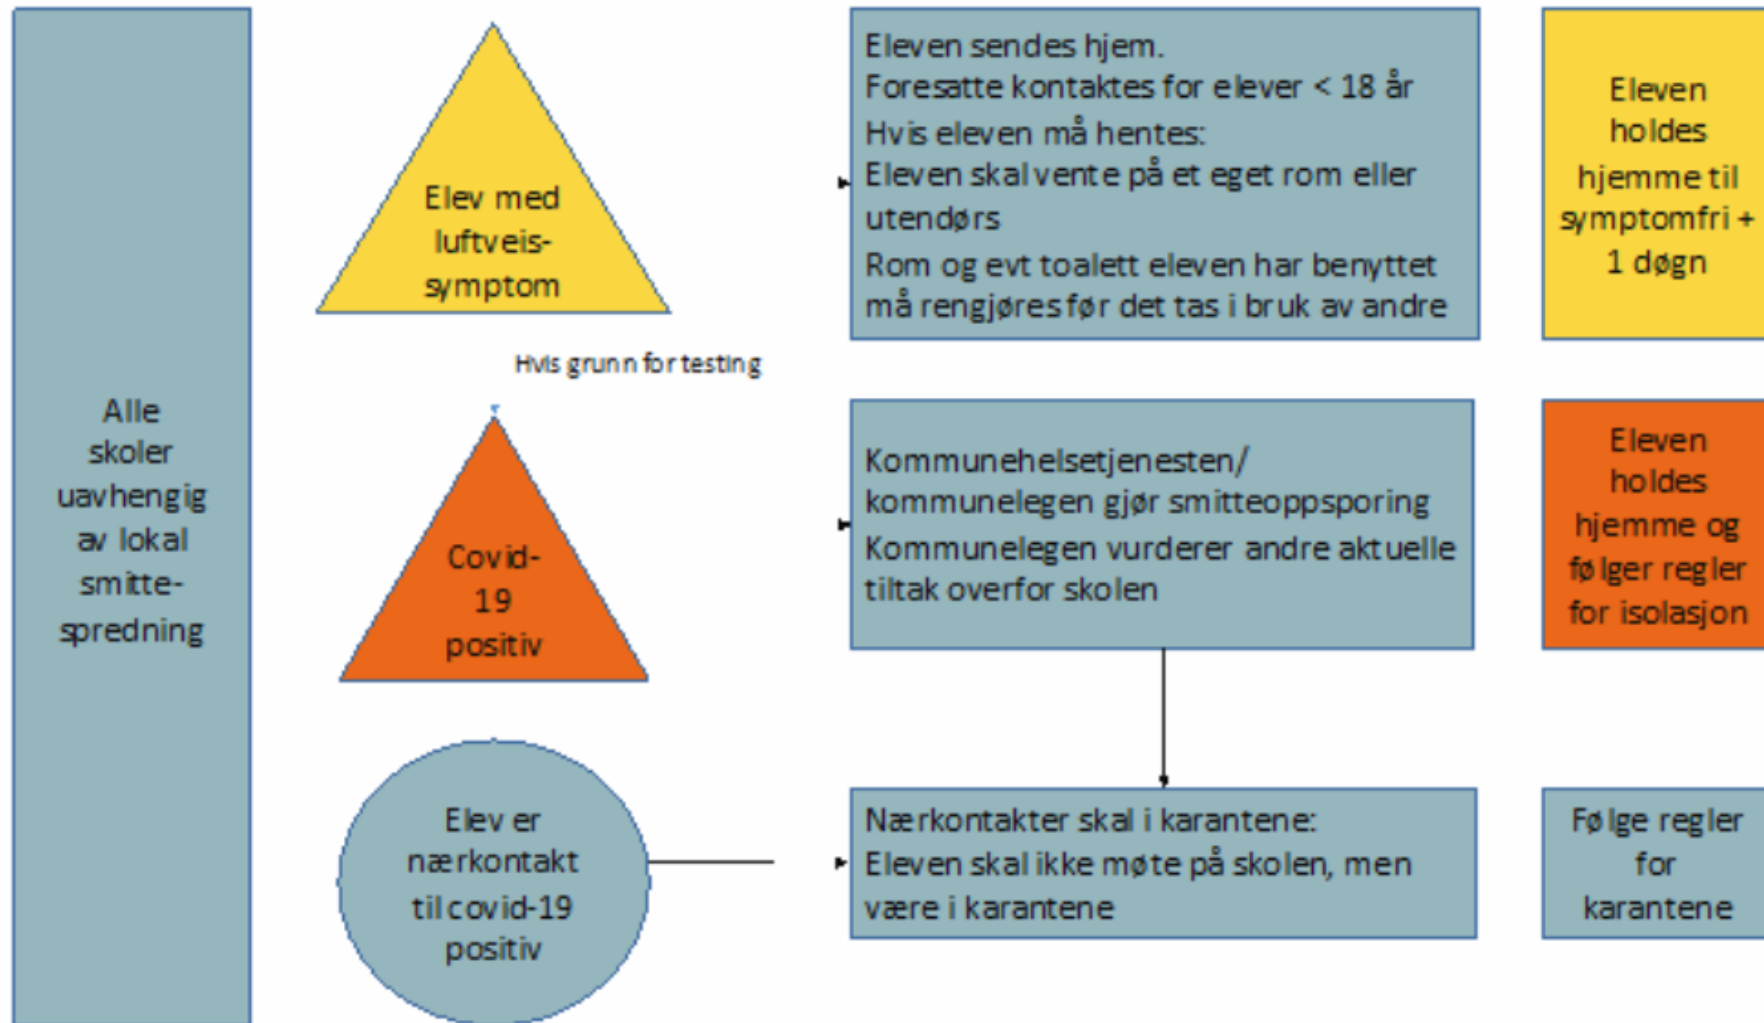 Alle
skoler
uavhengig
av lokal
smitte-
spredning
Elev med
luftveis-
symptom
Eleven sendes hjem.
Foresatte kontaktes for elever < 18 år
Hvis eleven må hentes:
Eleven skal vente på et eget rom eller
utendørs
Rom og evt toalett eleven har benyttet
må rengjøres før det tas i bruk av andre
Eleven
holdes
hjemme til
symptomfri +
1 døgn
Hvis grunn for testing
Covid-
19
positiv
Kommunehelsetjenesten/
kommunelegen gjør smitteoppsporing
Kommunelegen vurderer andre aktuelle
tiltak overfor skolen
Eleven
holdes
hjemme og
følger regler
for isolasjon
Elev er
nærkontakt
til covid-19
positiv
Nærkontakter skal i karantene:
Eleven skal ikke møte på skolen, men
være i karantene
Følge regler
for
karantene